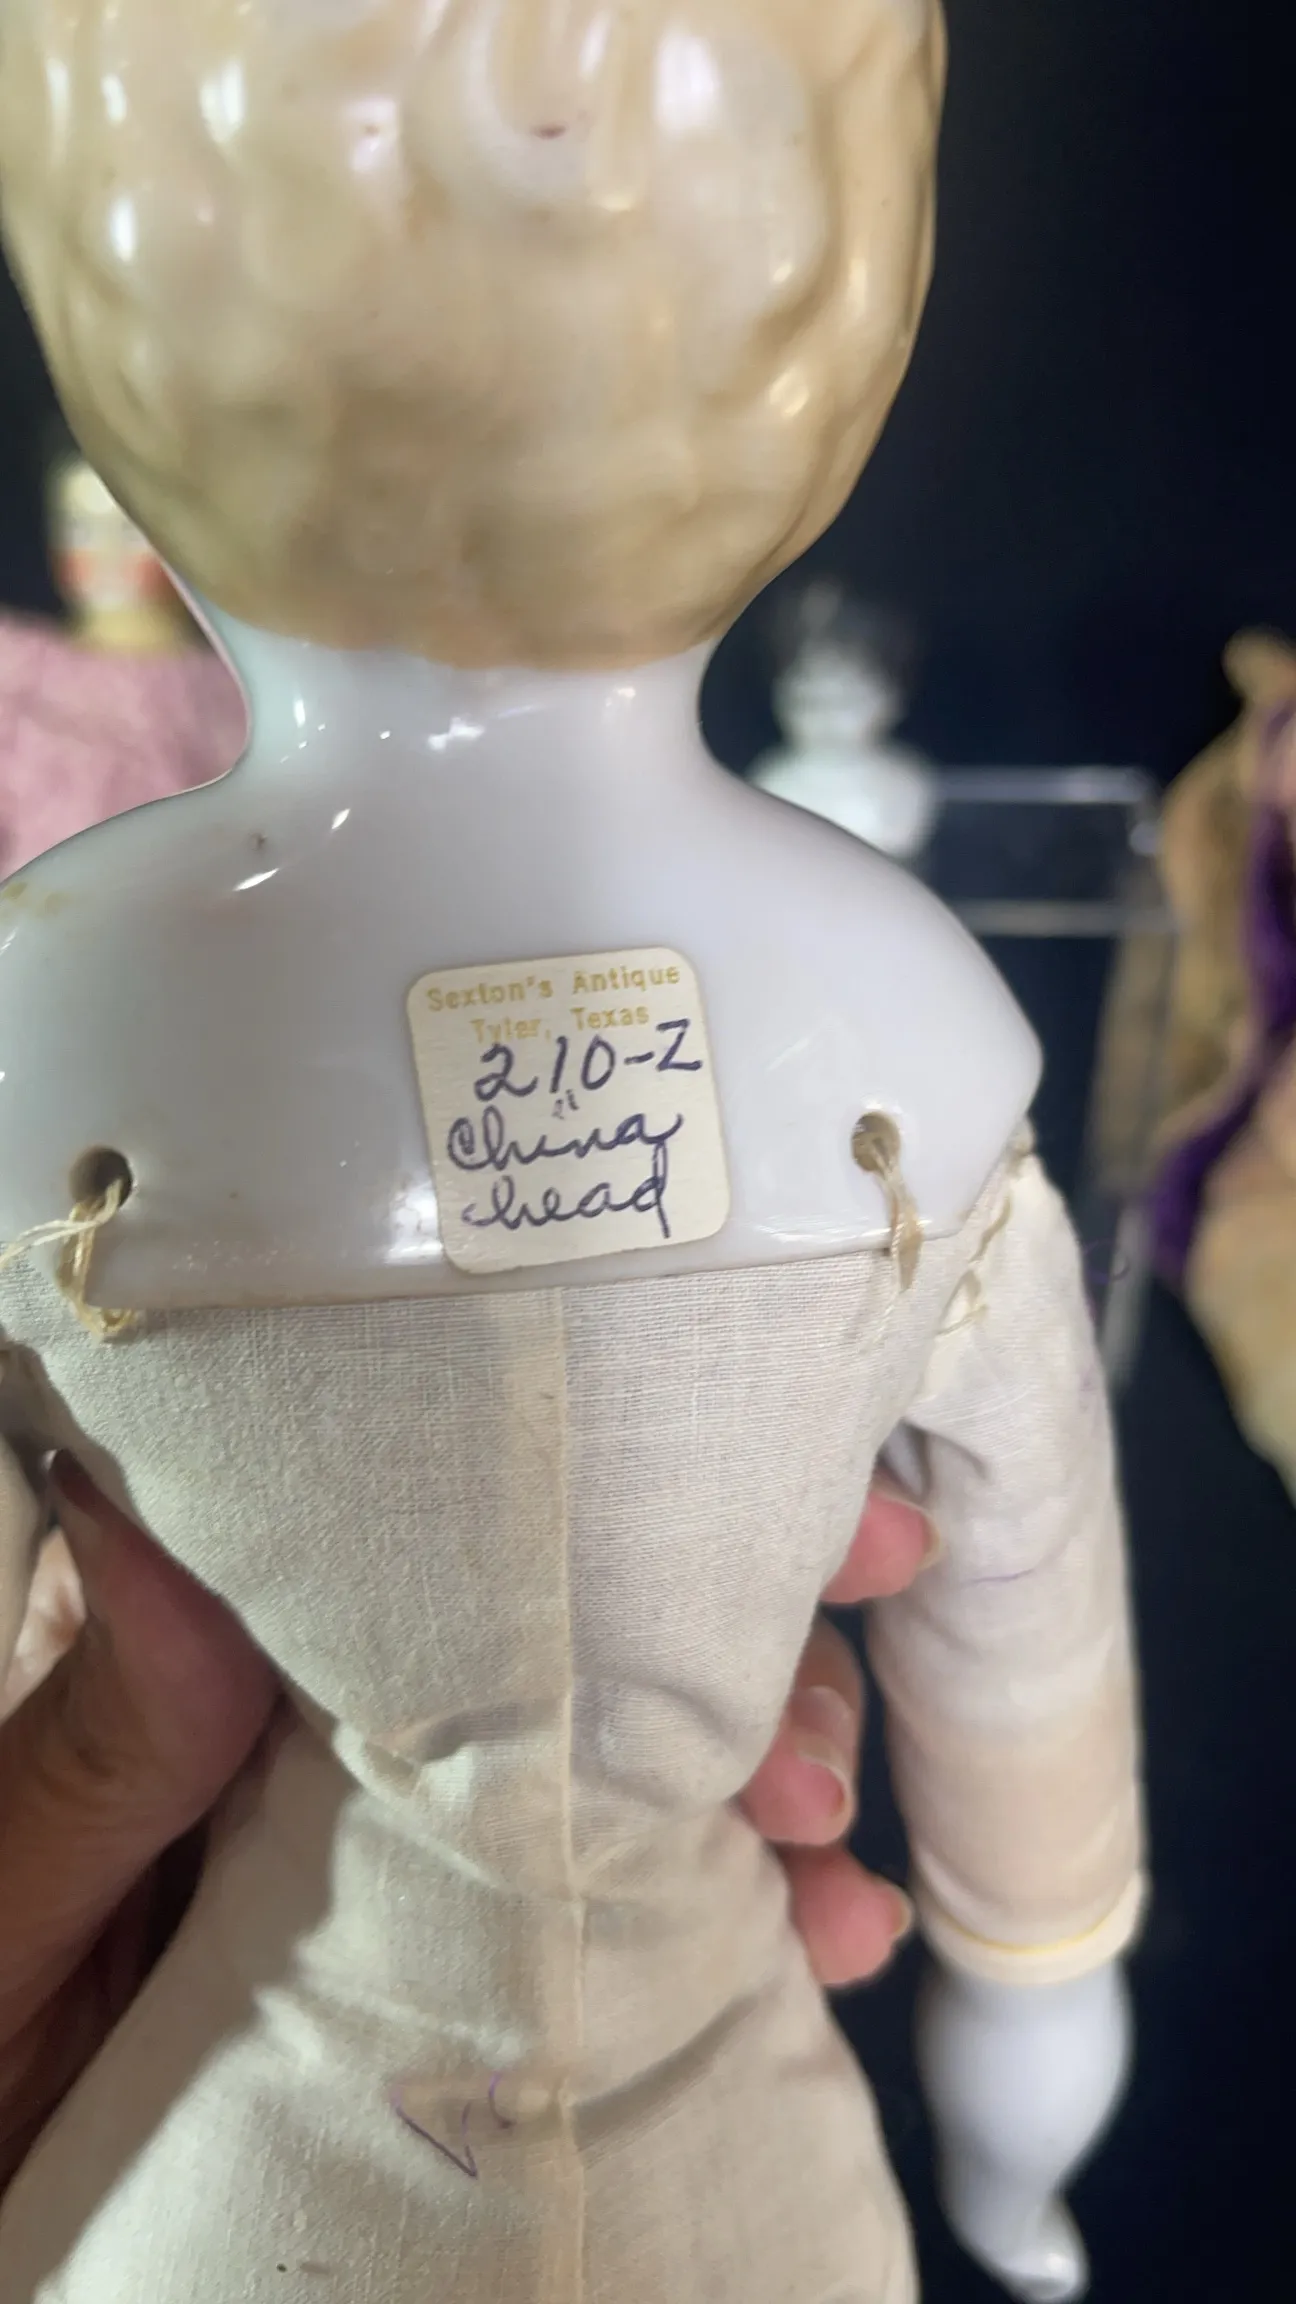 Sexton's Antique
Tyler, Texas
210-Z
"
China
head